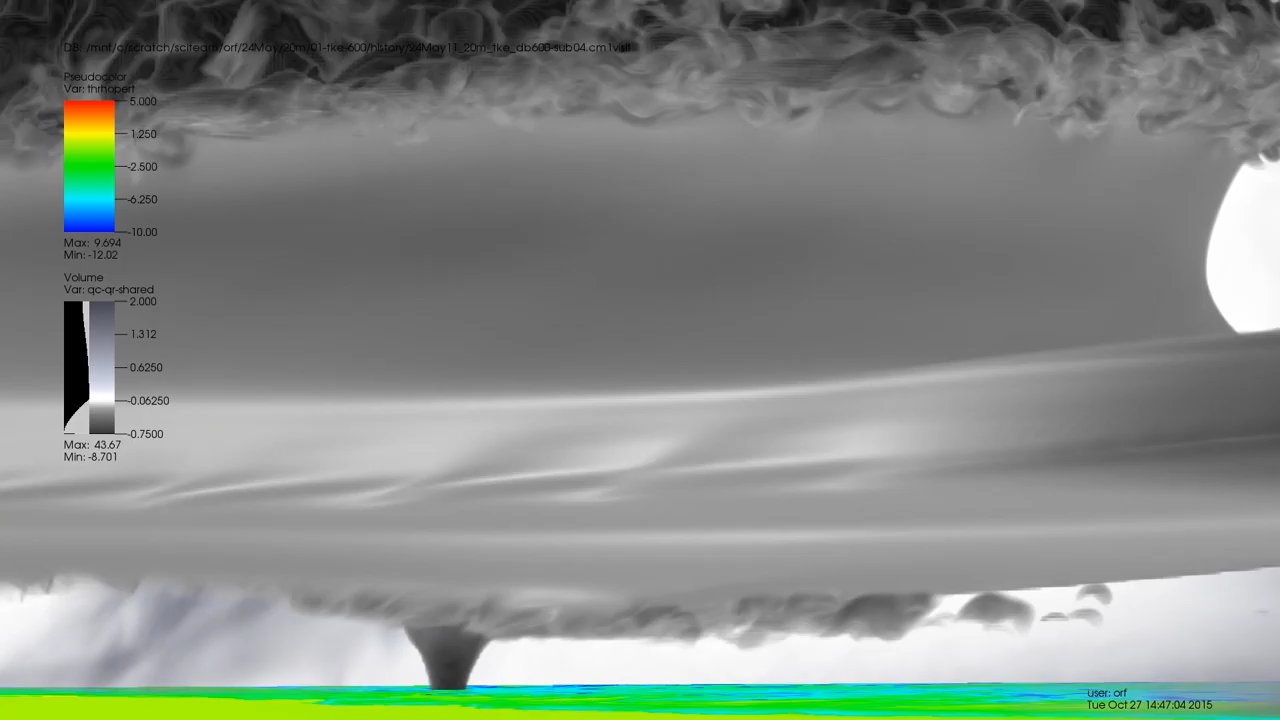 DB: /mnt/c/scratch/sciteam/orf/24May/20m/01-tke-600/history/24May11_20m_tke_db600-sub04.cm1visit
Pseudocolor
Var: thrhopert
5.000
1.250
-2.500
-6.250
-10.00
Max: 9.694
Min: -12.02
Volume
Var: qc-qr-shared
2.000
1.312
0.6250
-0.06250
-0.7500
Max: 43.67
Min: -8.701
user: orf
Tue Oct 27 14:47:04 2015